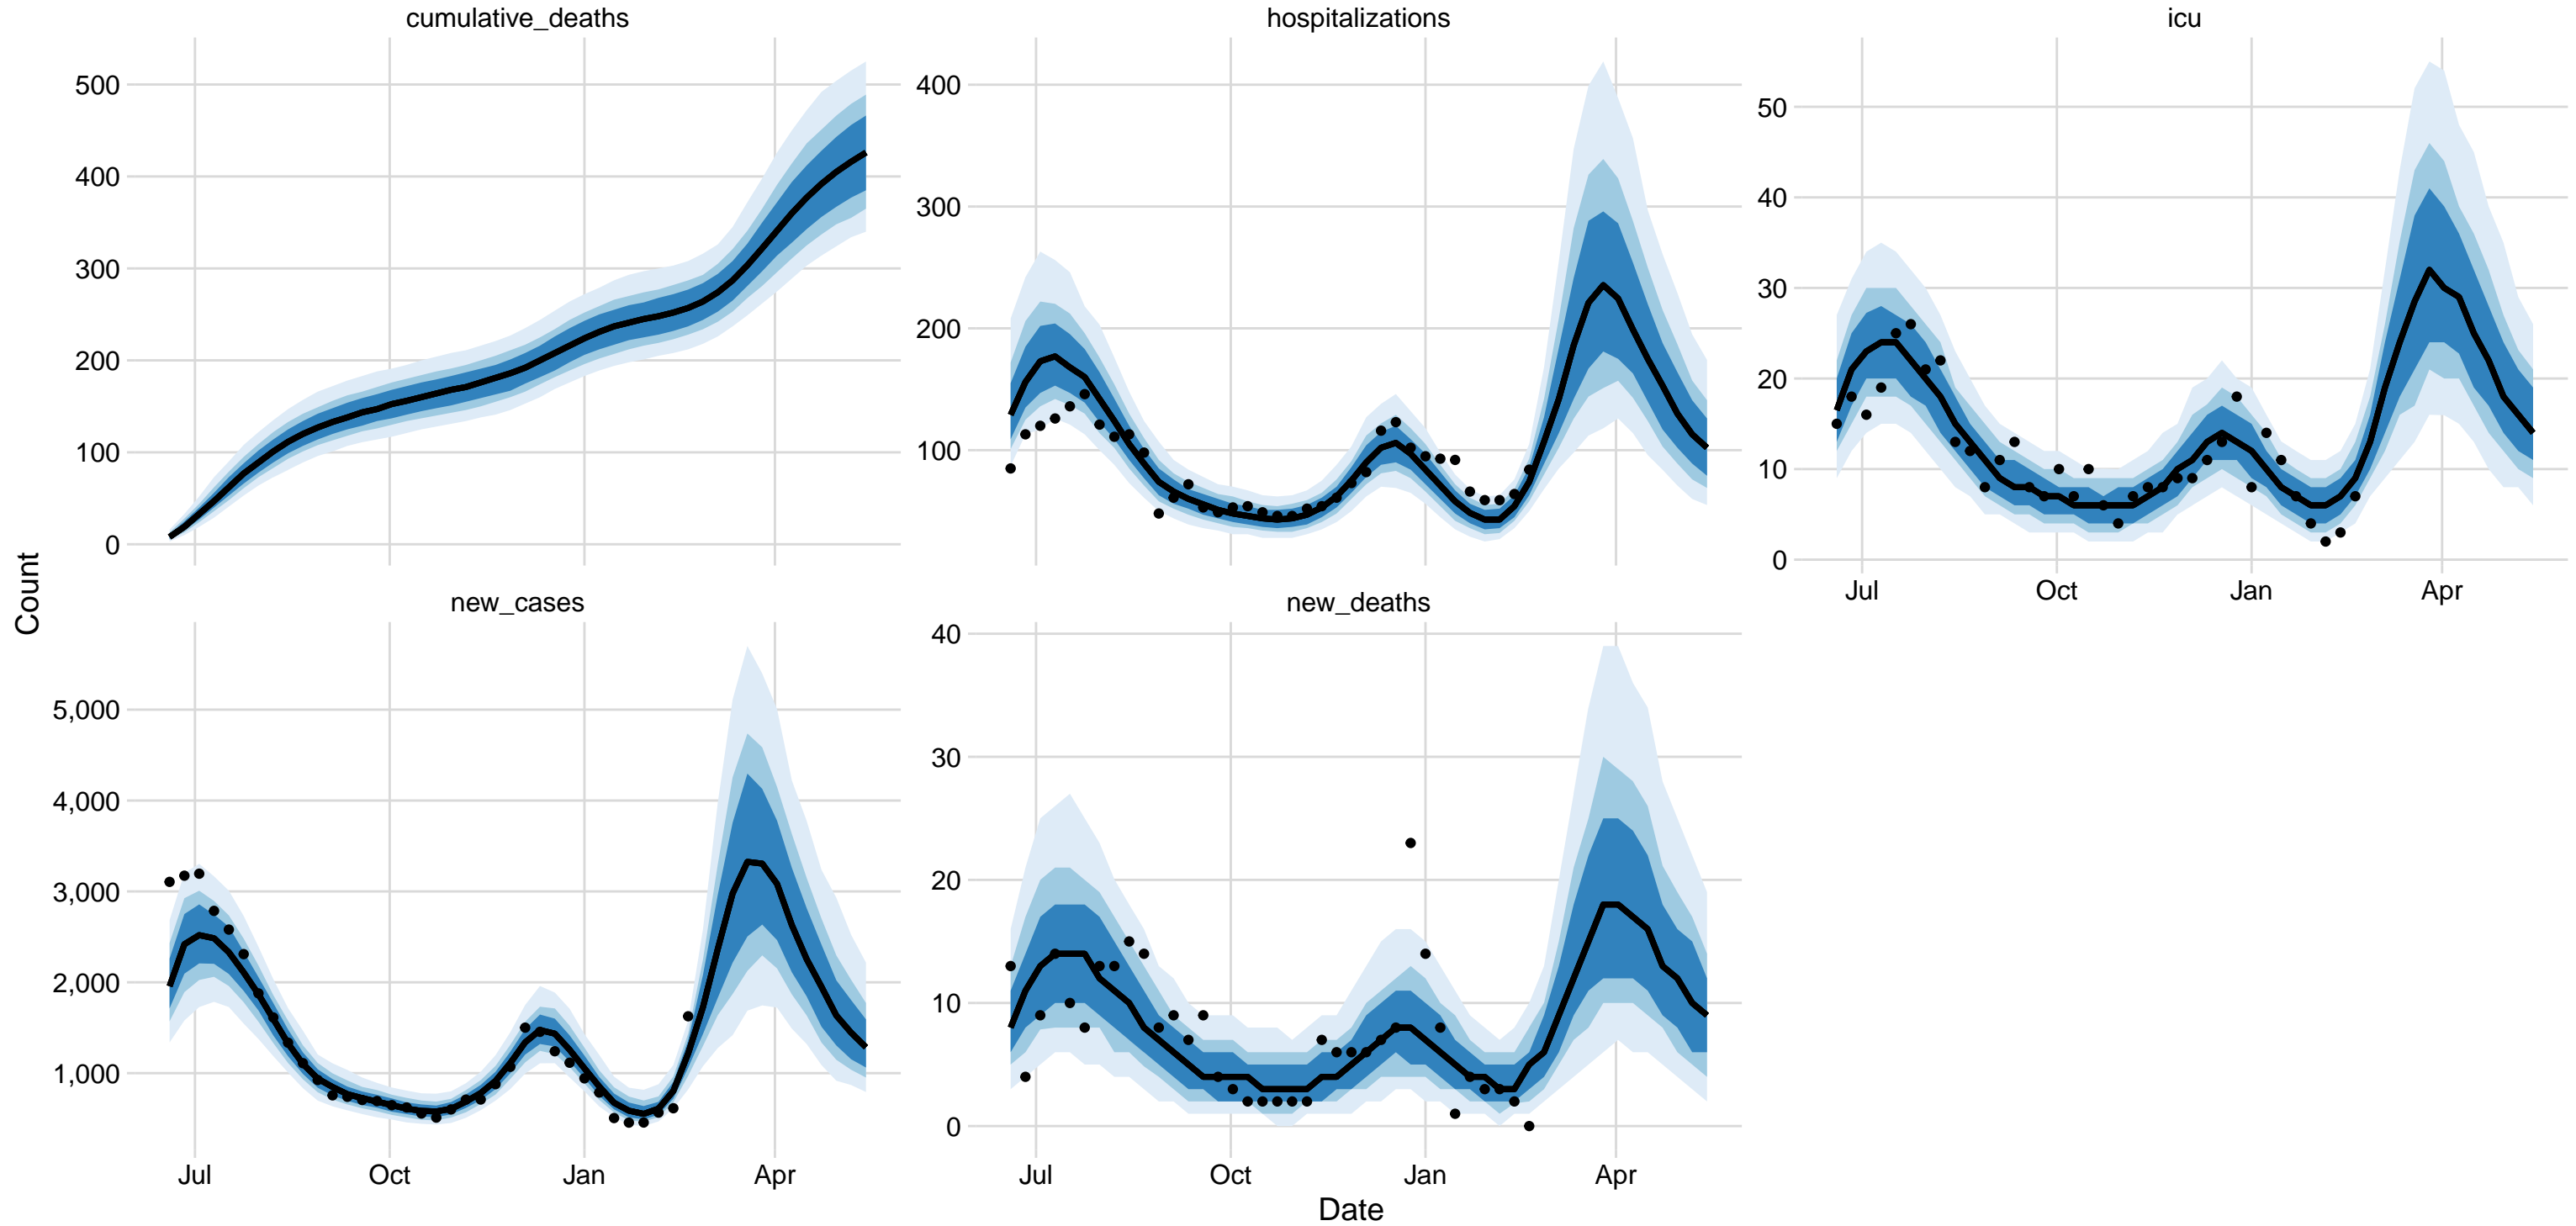 cumulative_deaths
hospitalizations
icu
500
400
300
200
100
0
400
300
200
100
50
40
30
20
10
0
Jul Oct Jan Apr
Count
new_cases
new_deaths
5,000
4,000
3,000
2,000
1,000
40
30
20
10
0
Jul Oct Jan Apr
Jul Oct Jan Apr
Date